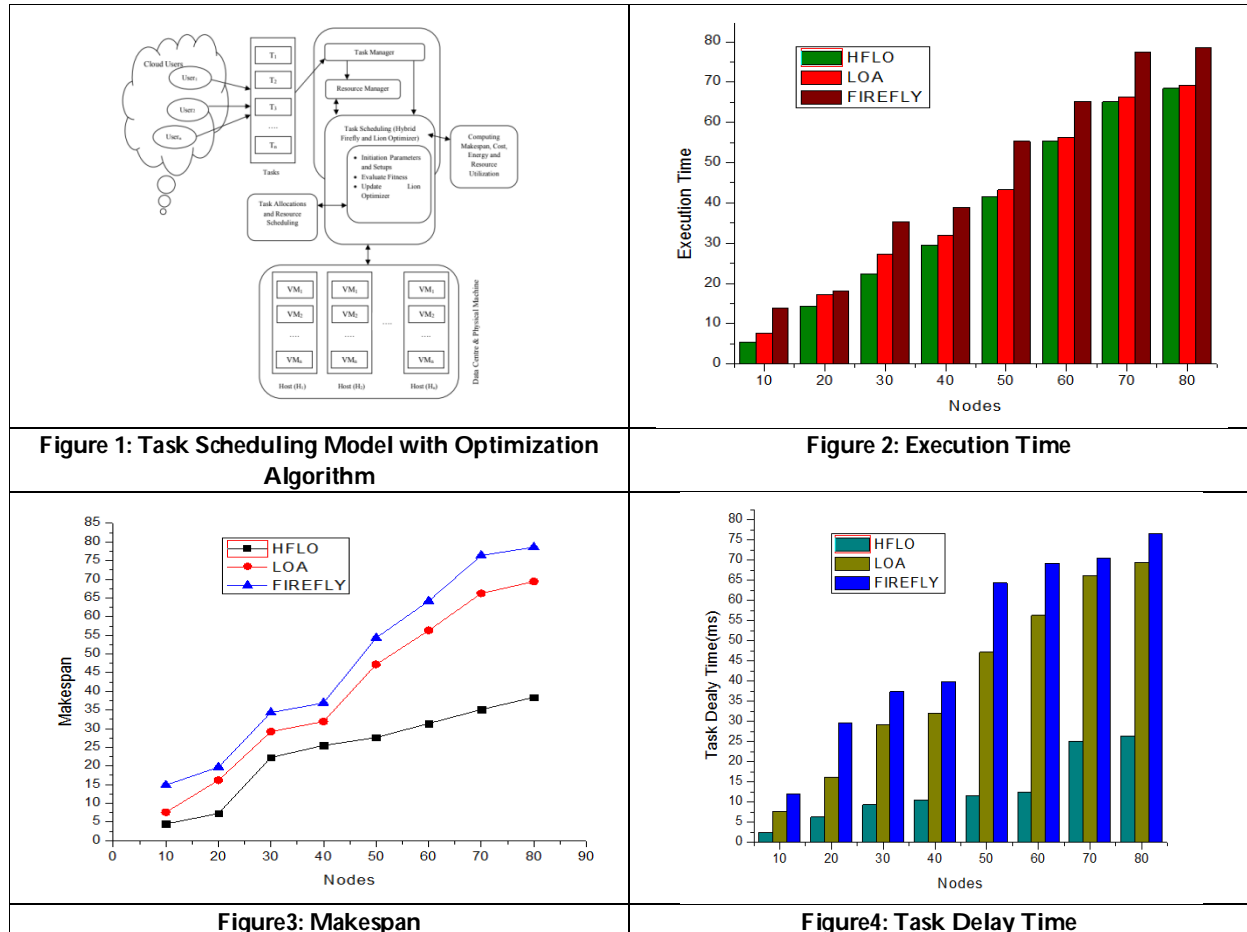 Cloud Users
User1
User2
Usern
T1
T2
T3
....
Tn
Tasks
Task Manager
Resource Manager
Task Scheduling (Hybrid
Firefly and Lion Optimizer)
• Initiation Parameters
and Setups
• Evaluate Fitness
• Update Lion
Optimizer
Computing
Makespan, Cost,
Energy and
Resource
Utilization
Task Allocations
and Resource
Scheduling
VM1 VM1 VM1
VM2 VM2 VM2
.... .... .... ....
VMn VMn VMn
Host (H1) Host (H2) Host (Hn)
Data Centre & Physical Machine
Figure 1: Task Scheduling Model with Optimization
Algorithm
HFLO
LOA
FIREFLY
Execution Time
80
70
60
50
40
30
20
10
0
10 20 30 40 50 60 70 80
Nodes
Figure 2: Execution Time
HFLO
LOA
FIREFLY
Makespan
85
80
75
70
65
60
55
50
45
40
35
30
25
20
15
10
5
0
0 10 20 30 40 50 60 70 80 90
Nodes
Figure3: Makespan
HFLO
LOA
FIREFLY
Task Dealy Time(ms)
80
75
70
65
60
55
50
45
40
35
30
25
20
15
10
5
0
10 20 30 40 50 60 70 80
Nodes
Figure4: Task Delay Time